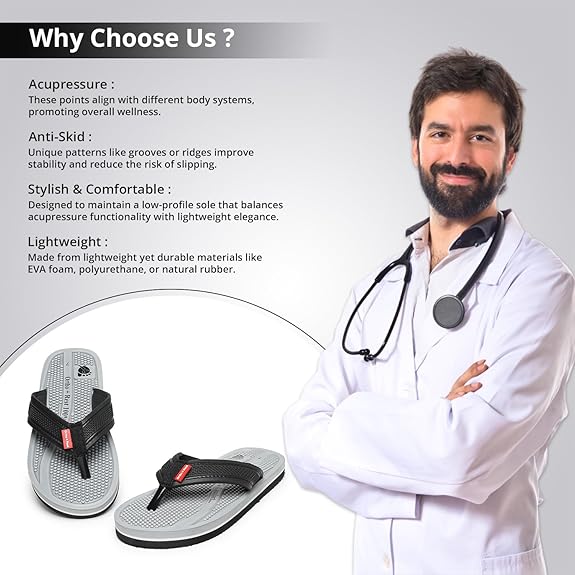 Why Choose Us ?
Acupressure :
These points align with different body systems,
promoting overall wellness.
Anti-Skid :
Unique patterns like grooves or ridges improve
stability and reduce the risk of slipping.
Stylish & Comfortable :
Designed to maintain a low-profile sole that balances
acupressure functionality with lightweight elegance.
Lightweight :
Made from lightweight yet durable materials like
EVA foam, polyurethane, or natural rubber.